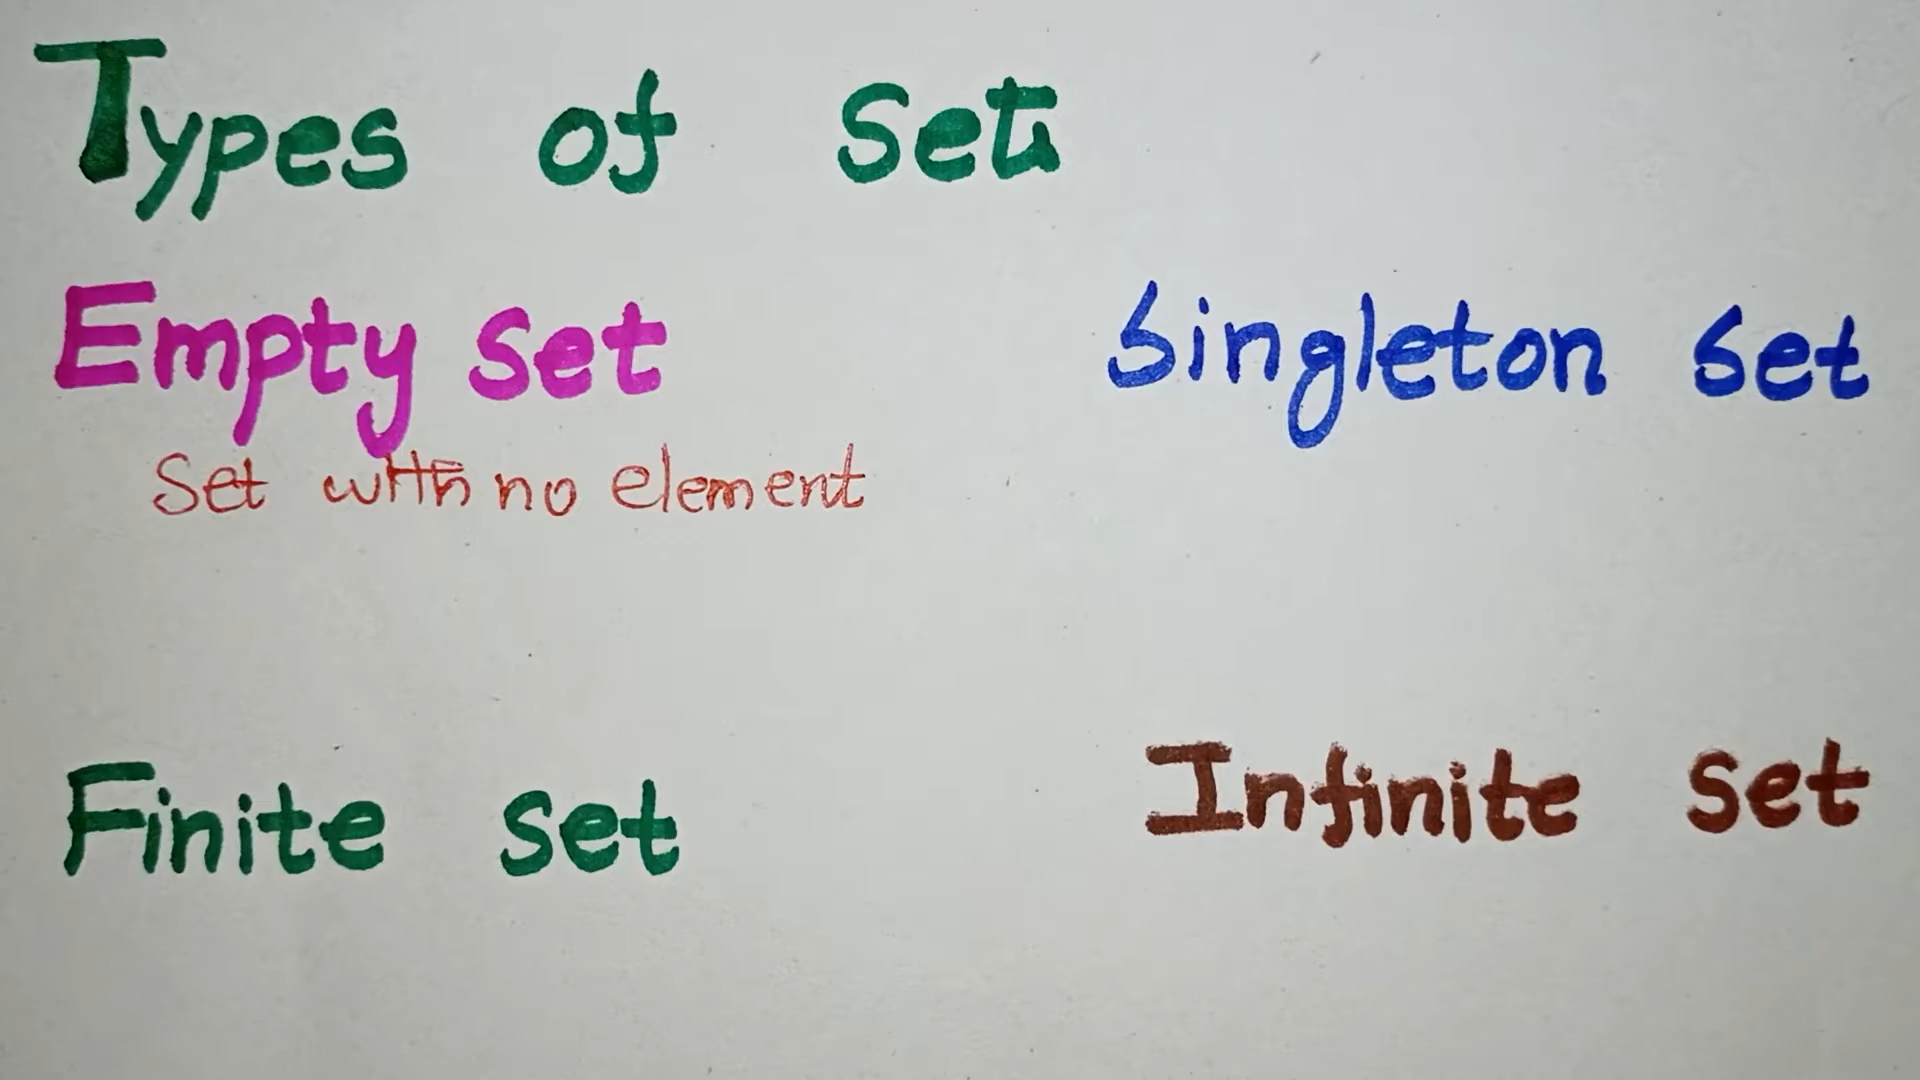 Types of Sets
Empty set
Singleton set
Set with no element
Finite set
Infinite set